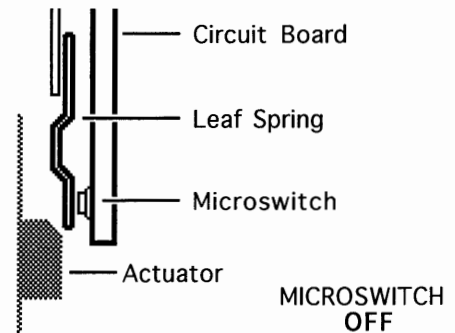 Circuit Board
Leaf Spring
Microswitch
Actuator
MICROSWITCH
OFF